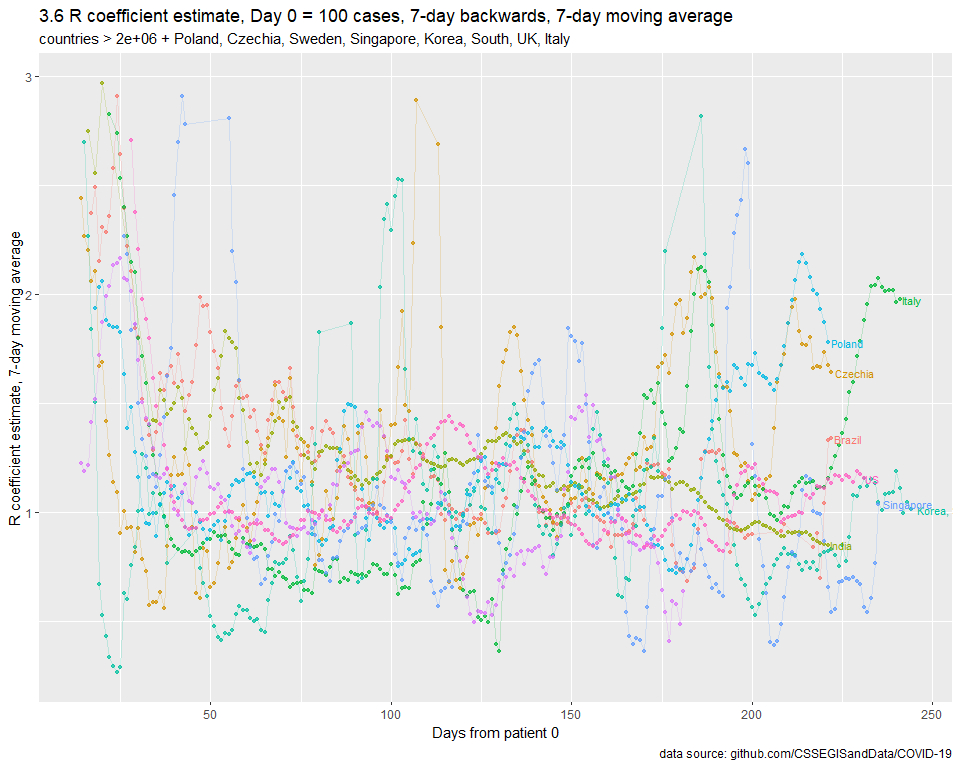 3.6 R coefficient estimate, Day 0 = 100 cases, 7-day backwards, 7-day moving average
countries > 2e+06 + Poland, Czechia, Sweden, Singapore, Korea, South, UK, Italy
R coefficient estimate, 7-day moving average
3
2
1
Italy
Poland
Czechia
Brazil
US
Singapore
Korea,
India
50
100
150
200
250
Days from patient 0
data source: github.com/CSSEGISandData/COVID-19